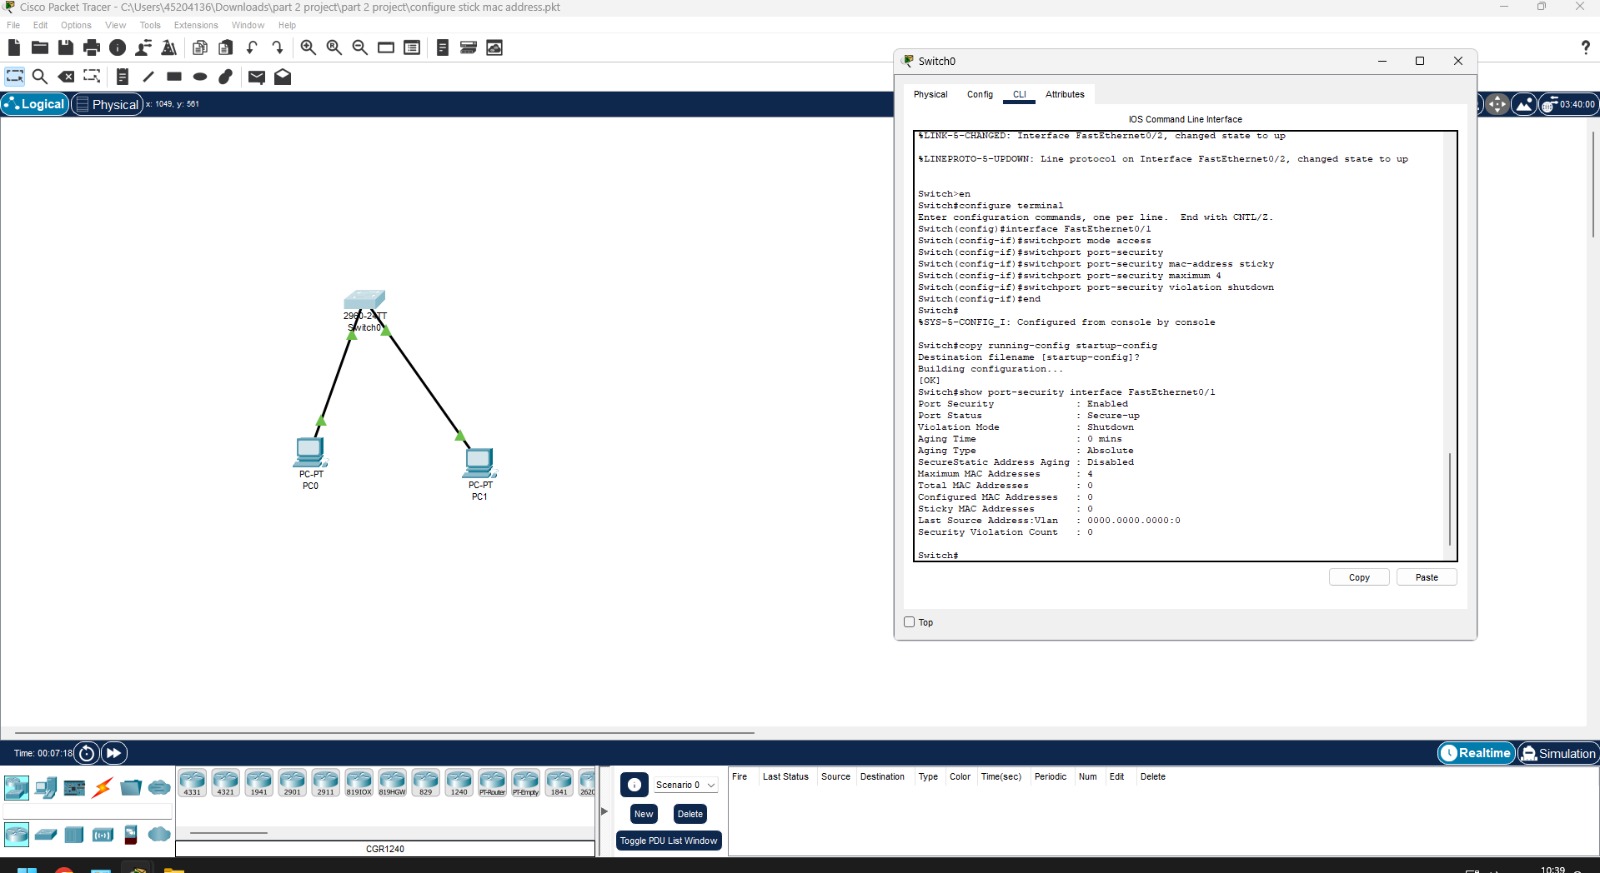 Cisco Packet Tracer - C:\Users\45204136\Downloads\part 2 project\part 2 project\configure stick mac address.pkt
File Edit Options View Tools Extensions Window Help
?
Logical Physical x: 1049, y: 561
03:40:00
2960-24TT
Switch0
PC-PT
PC0
PC-PT
PC1
Switch0
Physical Config CLI Attributes
IOS Command Line Interface
%LINK-5-CHANGED: Interface FastEthernet0/2, changed state to up
%LINEPROTO-5-UPDOWN: Line protocol on Interface FastEthernet0/2, changed state to up
Switch>en
Switch#configure terminal
Enter configuration commands, one per line. End with CNTL/Z.
Switch(config)#interface FastEthernet0/1
Switch(config-if)#switchport mode access
Switch(config-if)#switchport port-security
Switch(config-if)#switchport port-security mac-address sticky
Switch(config-if)#switchport port-security maximum 4
Switch(config-if)#switchport port-security violation shutdown
Switch(config-if)#end
Switch#
%SYS-5-CONFIG_I: Configured from console by console
Switch#copy running-config startup-config
Destination filename [startup-config]?
Building configuration...
[OK]
Switch#show port-security interface FastEthernet0/1
Port Security : Enabled
Port Status : Secure-up
Violation Mode : Shutdown
Aging Time : 0 mins
Aging Type : Absolute
SecureStatic Address Aging : Disabled
Maximum MAC Addresses : 4
Total MAC Addresses : 0
Configured MAC Addresses : 0
Sticky MAC Addresses : 0
Last Source Address:Vlan : 0000.0000.0000:0
Security Violation Count : 0
Switch#
Copy Paste
Top
Time: 00:07:18
Realtime Simulation
4331 4321 1941 2901 2911 819IOX 819HGW 829 1240 PT-Router PT-Empty 1841 2620
CGR1240
Scenario 0
New Delete
Toggle PDU List Window
Fire Last Status Source Destination Type Color Time(sec) Periodic Num Edit Delete
10:39